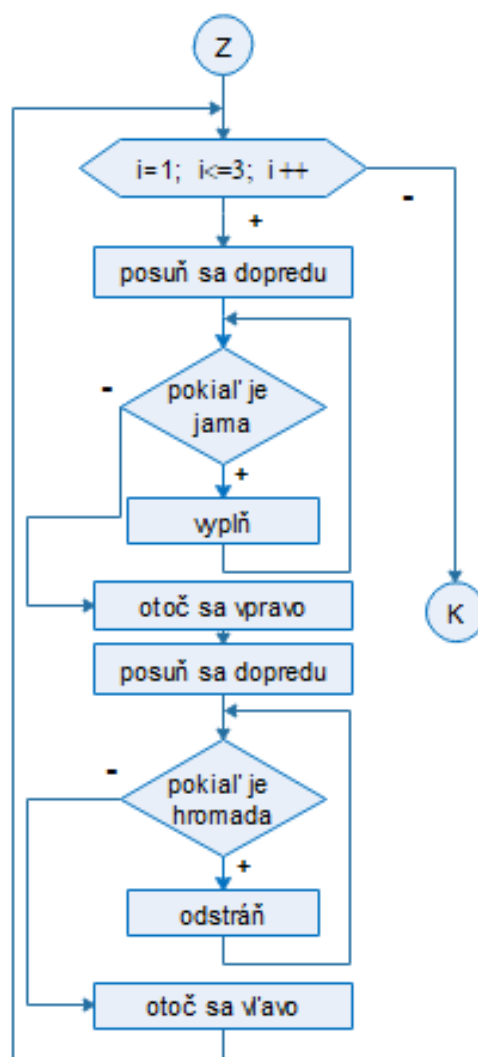 Z
i=1; i<=3; i ++
-
+
posuň sa dopredu
-
pokiaľ je
jama
+
vyplň
otoč sa vpravo
K
posuň sa dopredu
-
pokiaľ je
hromada
+
odstráň
otoč sa vľavo